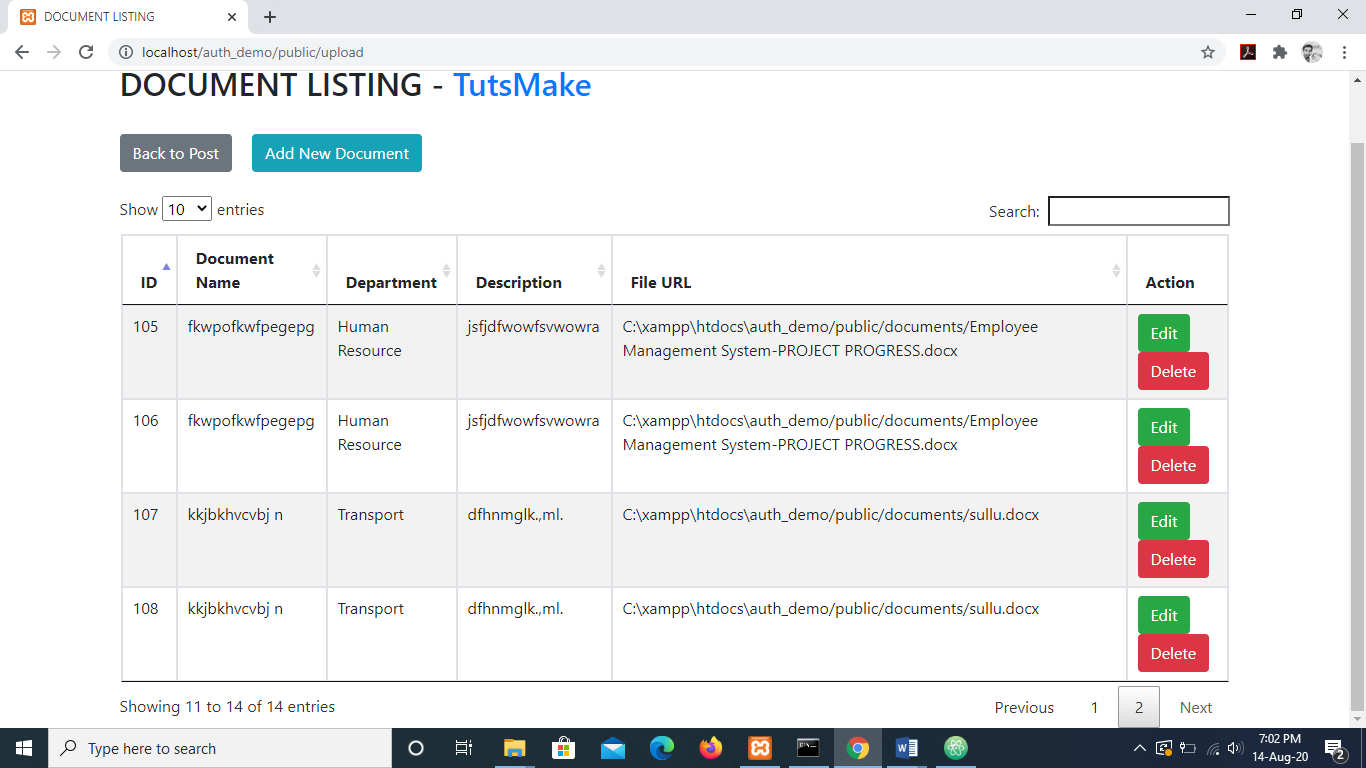 DOCUMENT LISTING
localhost/auth_demo/public/upload
DOCUMENT LISTING - TutsMake
Back to Post Add New Document
Show 10 entries Search:
ID Document Name Department Description File URL Action
105 fkwpofkwfpegepg Human Resource jsfjdfwowfsvwowra C:\xampp\htdocs\auth_demo/public/documents/Employee Management System-PROJECT PROGRESS.docx Edit Delete
106 fkwpofkwfpegepg Human Resource jsfjdfwowfsvwowra C:\xampp\htdocs\auth_demo/public/documents/Employee Management System-PROJECT PROGRESS.docx Edit Delete
107 kkjbkhvcvbj n Transport dfhnmglk.,ml. C:\xampp\htdocs\auth_demo/public/documents/sullu.docx Edit Delete
108 kkjbkhvcvbj n Transport dfhnmglk.,ml. C:\xampp\htdocs\auth_demo/public/documents/sullu.docx Edit Delete
Showing 11 to 14 of 14 entries Previous 1 2 Next
Type here to search
7:02 PM
14-Aug-20
2